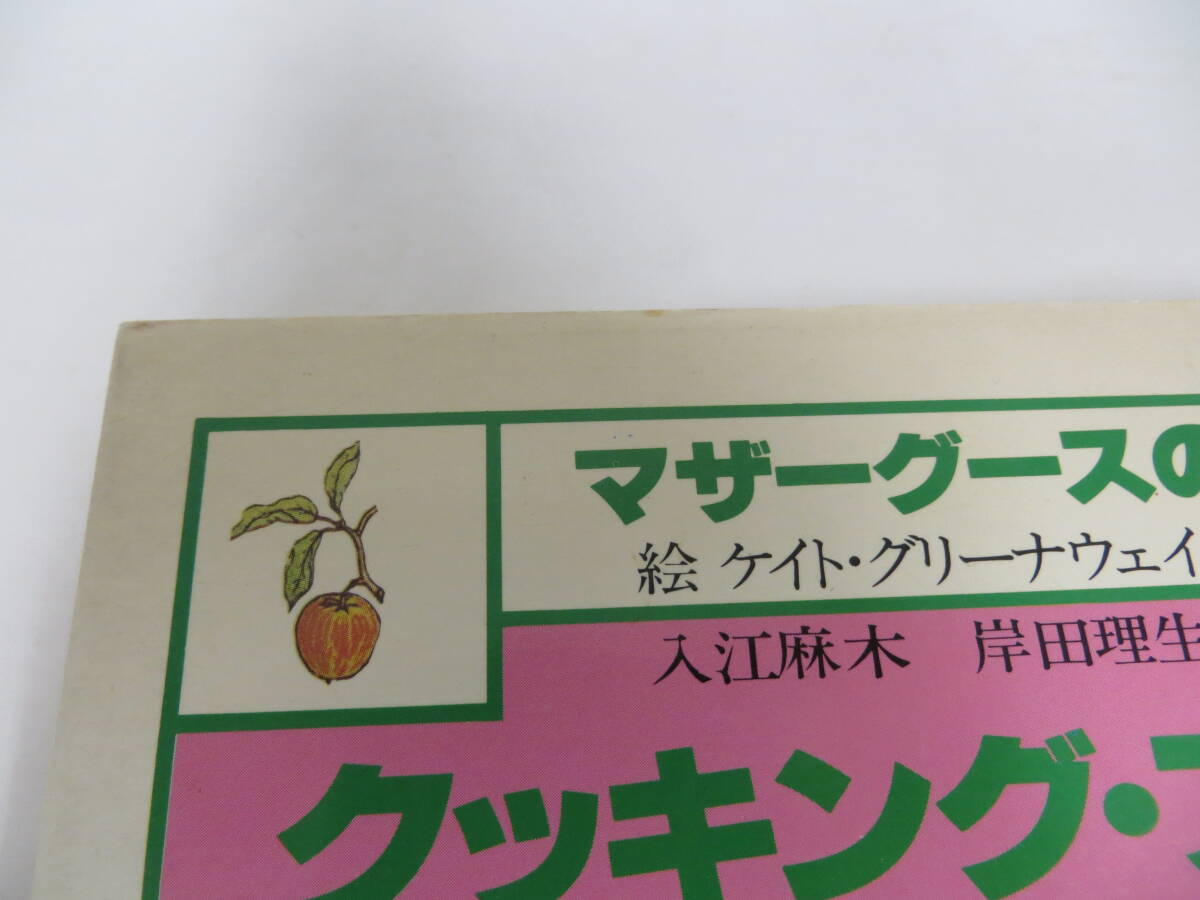 マザーグースの
絵 ケイト・グリーナウェイ
入江麻木 岸田理生
クッキング・